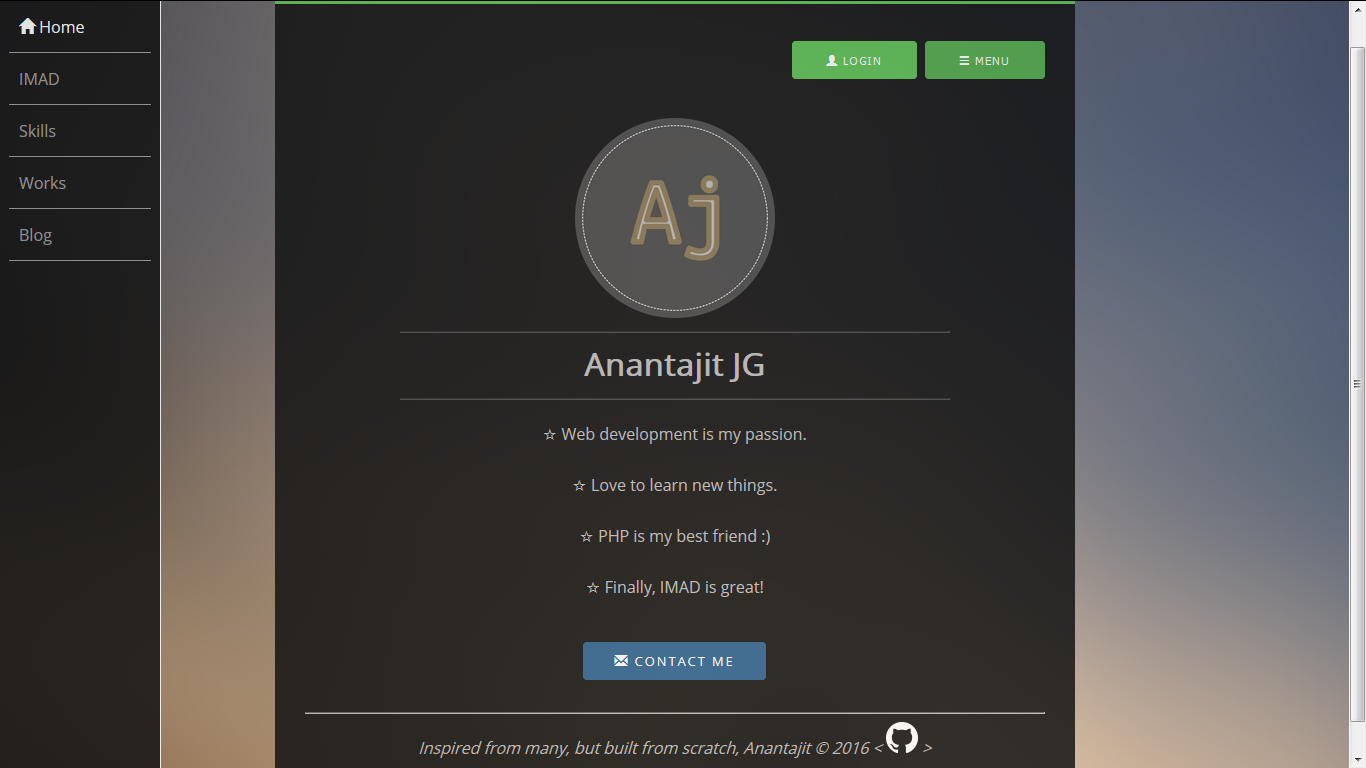 Home
IMAD
Skills
Works
Blog
LOGIN
MENU
Aj
Anantajit JG
☆ Web development is my passion.
☆ Love to learn new things.
☆ PHP is my best friend :)
☆ Finally, IMAD is great!
CONTACT ME
Inspired from many, but built from scratch, Anantajit © 2016 < >